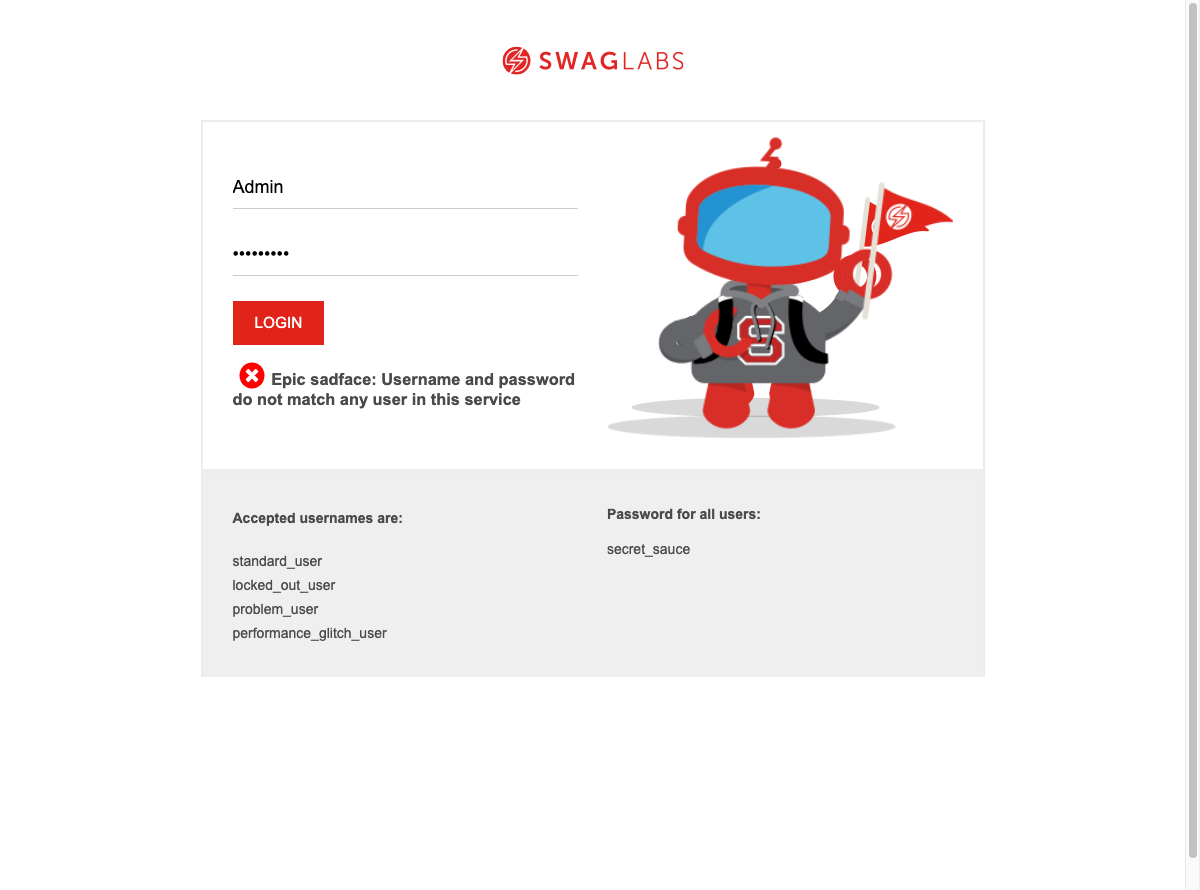 SWAGLABS
Admin
•••••••••
LOGIN
Epic sadface: Username and password
do not match any user in this service
S
Accepted usernames are:
standard_user
locked_out_user
problem_user
performance_glitch_user
Password for all users:
secret_sauce